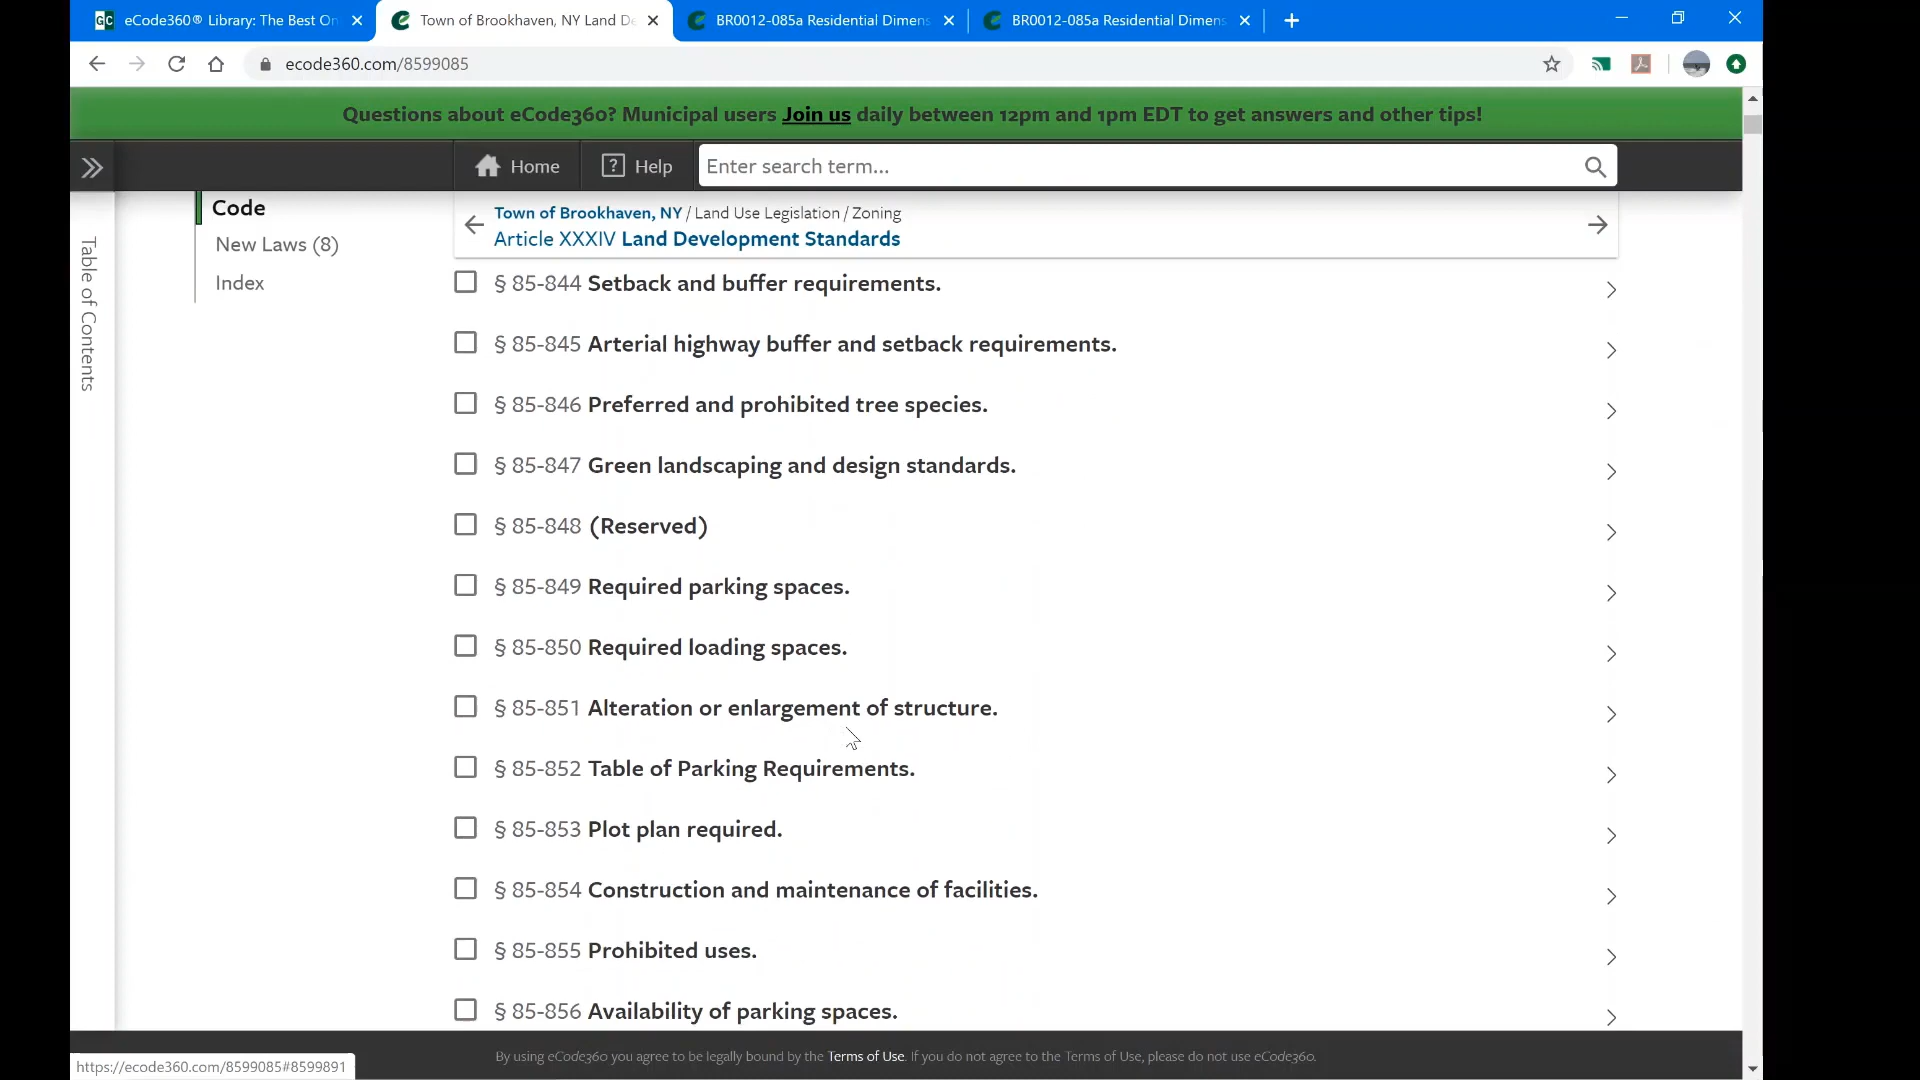 GC eCode360® Library: The Best On
Town of Brookhaven, NY Land De
BR0012-085a Residential Dimens
BR0012-085a Residential Dimens
ecode360.com/8599085
Questions about eCode360? Municipal users Join us daily between 12pm and 1pm EDT to get answers and other tips!
Home
Help
Enter search term...
Table of Contents
Code
New Laws (8)
Index
Town of Brookhaven, NY / Land Use Legislation / Zoning
Article XXXIV Land Development Standards
§ 85-844 Setback and buffer requirements.
§ 85-845 Arterial highway buffer and setback requirements.
§ 85-846 Preferred and prohibited tree species.
§ 85-847 Green landscaping and design standards.
§ 85-848 (Reserved)
§ 85-849 Required parking spaces.
§ 85-850 Required loading spaces.
§ 85-851 Alteration or enlargement of structure.
§ 85-852 Table of Parking Requirements.
§ 85-853 Plot plan required.
§ 85-854 Construction and maintenance of facilities.
§ 85-855 Prohibited uses.
§ 85-856 Availability of parking spaces.
By using eCode360 you agree to be legally bound by the Terms of Use. If you do not agree to the Terms of Use, please do not use eCode360.
https://ecode360.com/8599085#8599891